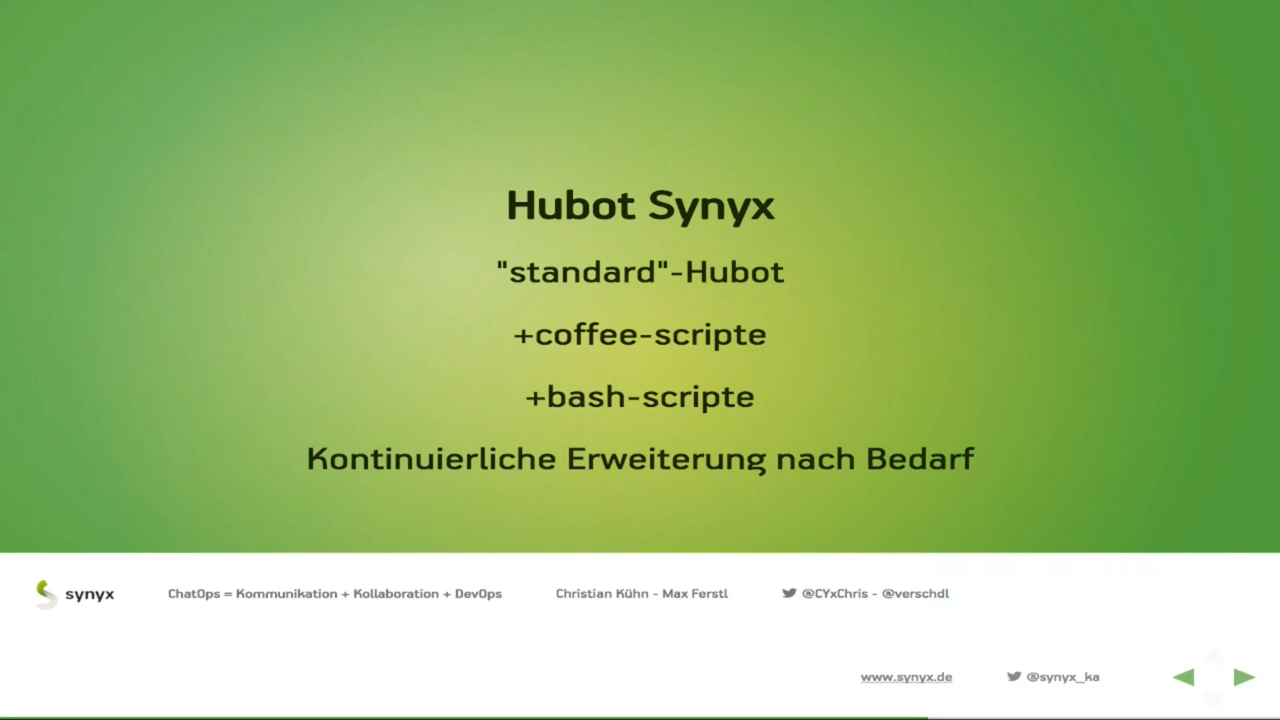 Hubot Synyx
"standard"-Hubot
+coffee-scripte
+bash-scripte
Kontinuierliche Erweiterung nach Bedarf
synyx
ChatOps = Kommunikation + Kollaboration + DevOps
Christian Kühn - Max Ferstl
@CYxChris - @verschdl
www.synyx.de
@synyx_ka